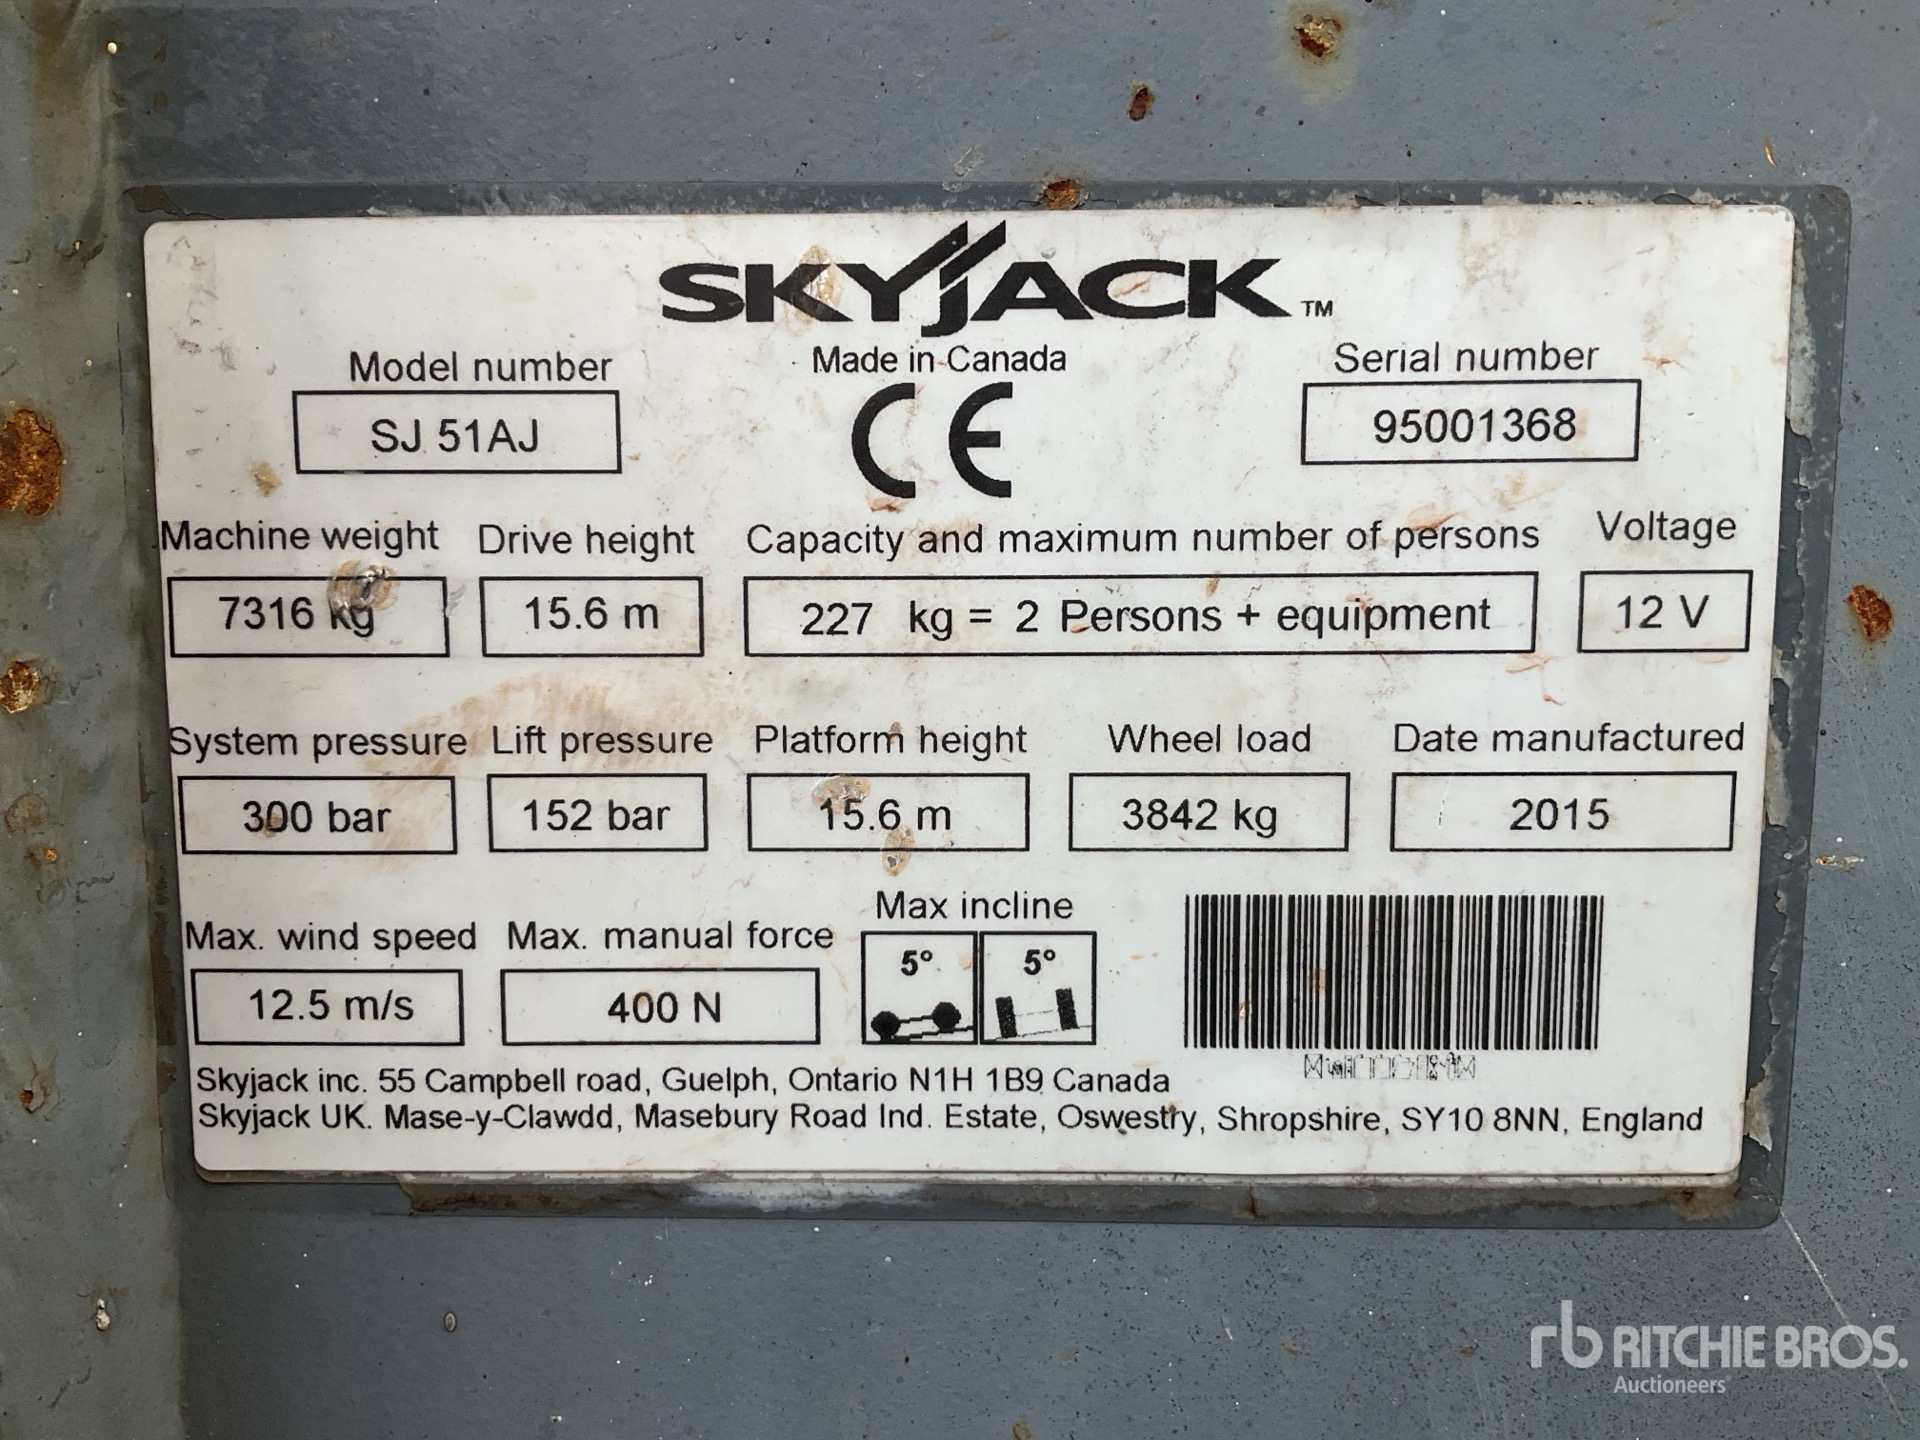 SKYJACK™
Made in Canada
Model number
SJ 51AJ
CE
Serial number
95001368
Machine weight
7316 kg
Drive height
15.6 m
Capacity and maximum number of persons
227 kg = 2 Persons + equipment
Voltage
12 V
System pressure
300 bar
Lift pressure
152 bar
Platform height
15.6 m
Wheel load
3842 kg
Date manufactured
2015
Max. wind speed
12.5 m/s
Max. manual force
400 N
Max incline
5° 5°
Skyjack inc. 55 Campbell road, Guelph, Ontario N1H 1B9 Canada
Skyjack UK. Mase-y-Clawdd, Masebury Road Ind. Estate, Oswestry, Shropshire, SY10 8NN, England
rb RITCHIE BROS.
Auctioneers